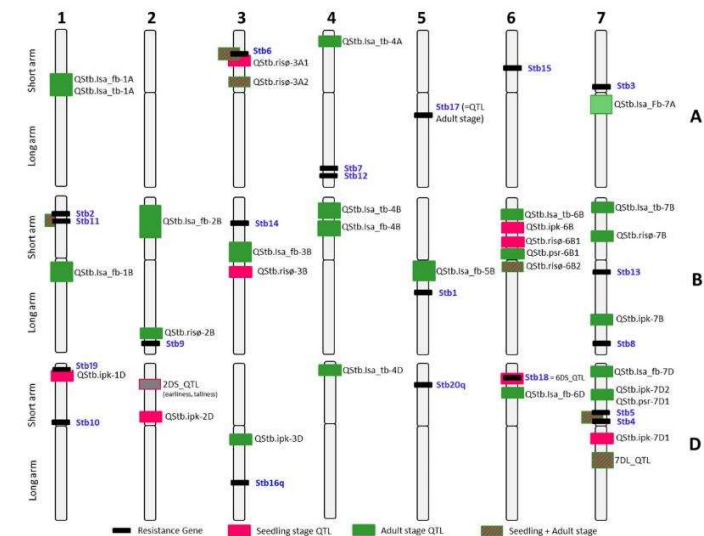 1 2 3 4 5 6 7
Short arm
Long arm
QStb.lsa_fb-1A
QStb.lsa_tb-1A
Stb6
QStb.risø-3A1
QStb.risø-3A2
QStb.lsa_tb-4A
Stb7
Stb12
Stb17 (=QTL
Adult stage)
Stb15
Stb3
QStb.lsa_Fb-7A
A
Short arm
Long arm
Stb2
Stb11
QStb.lsa_fb-1B
QStb.lsa_fb-2B
QStb.risø-2B
Stb9
Stb14
QStb.lsa_fb-3B
QStb.risø-3B
QStb.lsa_tb-4B
QStb.lsa_fb-4B
QStb.lsa_fb-5B
Stb1
QStb.lsa_tb-6B
QStb.ipk-6B
QStb.risø-6B1
QStb.psr-6B1
QStb.risø-6B2
QStb.lsa_tb-7B
QStb.risø-7B
Stb13
QStb.ipk-7B
Stb8
B
Short arm
Long arm
Stb19
QStb.ipk-1D
Stb10
2DS_QTL
(earliness, tallness)
QStb.ipk-2D
QStb.ipk-3D
Stb16q
QStb.lsa_tb-4D
Stb20q
Stb18 = 6DS_QTL
QStb.lsa_fb-6D
QStb.lsa_fb-7D
QStb.ipk-7D2
QStb.psr-7D1
Stb5
Stb4
QStb.ipk-7D1
7DL_QTL
D
Resistance Gene Seedling stage QTL Adult stage QTL Seedling + Adult stage